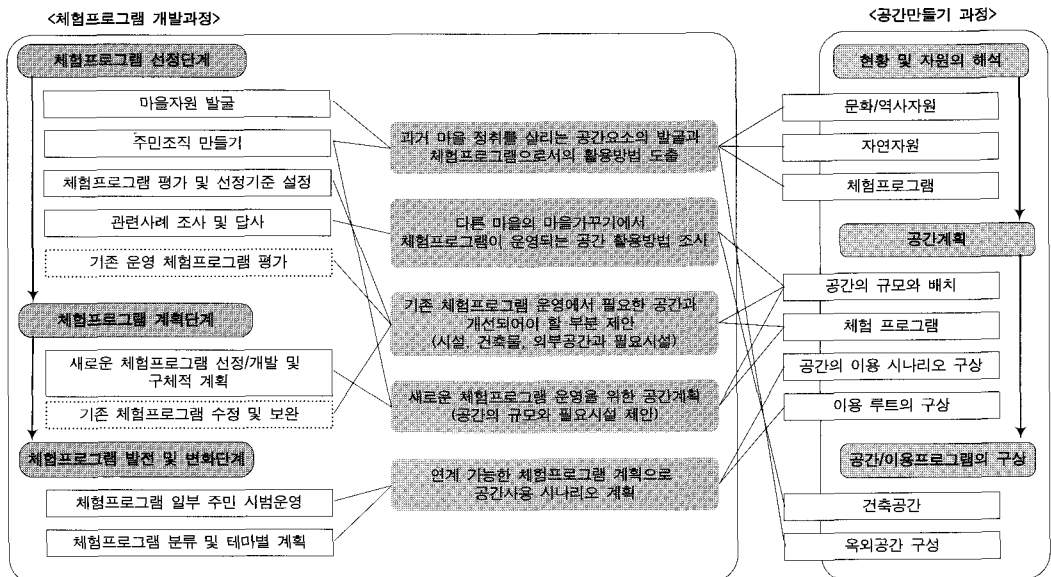 <체험프로그램 개발과정>
체험프로그램 선정단계
마을자원 발굴
주민조직 만들기
체험프로그램 평가 및 선정기준 설정
관련사례 조사 및 답사
기존 운영 체험프로그램 평가
체험프로그램 계획단계
새로운 체험프로그램 선정/개발 및
구체적 계획
기존 체험프로그램 수정 및 보완
체험프로그램 발전 및 변화단계
체험프로그램 일부 주민 시범운영
체험프로그램 분류 및 테마별 계획
과거 마을 정취를 살리는 공간요소의 발굴과
체험프로그램으로서의 활용방법 도출
다른 마을의 마을가꾸기에서
체험프로그램이 운영되는 공간 활용방법 조사
기존 체험프로그램 운영에서 필요한 공간과
개선되어야 할 부분 제안
(시설, 건축물, 외부공간과 필요시설)
새로운 체험프로그램 운영을 위한 공간계획
(공간의 규모와 필요시설 제안)
연계 가능한 체험프로그램 계획으로
공간사용 시나리오 계획
<공간만들기 과정>
현황 및 자원의 해석
문화/역사자원
자연자원
체험프로그램
공간계획
공간의 규모와 배치
체험 프로그램
공간의 이용 시나리오 구상
이용 루트의 구상
공간/이용프로그램의 구상
건축공간
옥외공간 구성